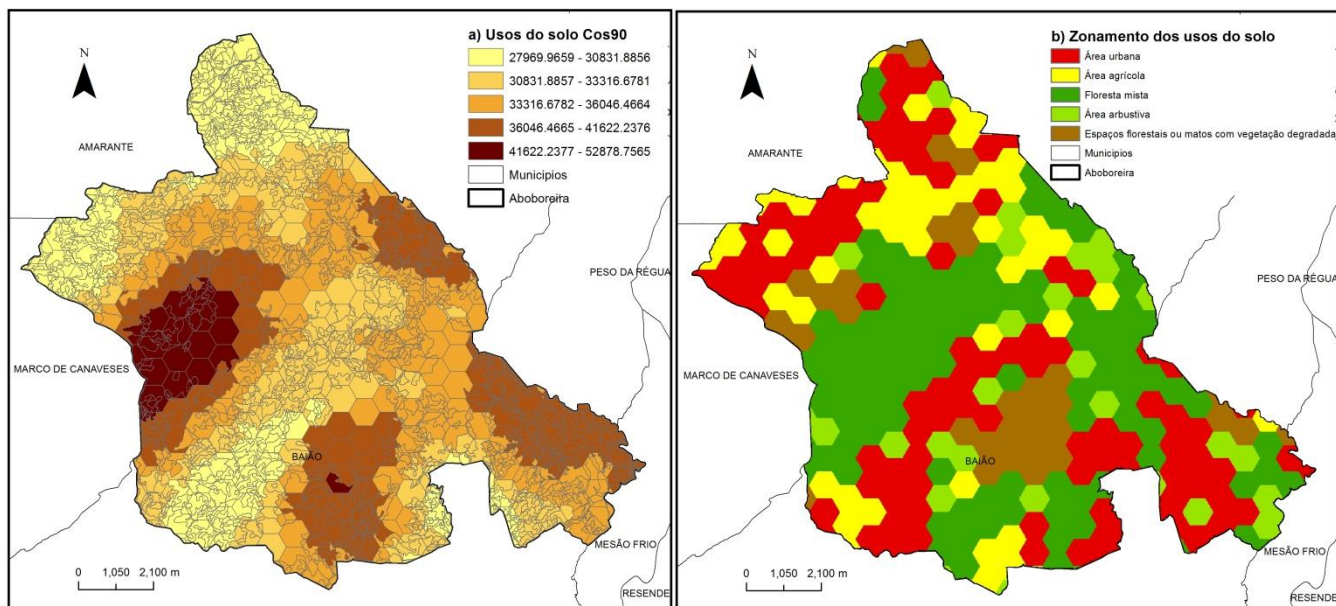 a) Usos do solo Cos90
N
27969.9659 - 30831.8856
30831.8857 - 33316.6781
33316.6782 - 36046.4664
36046.4665 - 41622.2376
41622.2377 - 52878.7565
Municipios
Aboboreira
AMARANTE
PESO DA RÉGUA
MARCO DE CANAVESES
BAIÃO
MESÃO FRIO
RESENDE
0 1,050 2,100 m
b) Zonamento dos usos do solo
N
Área urbana
Área agrícola
Floresta mista
Área arbustiva
Espaços florestais ou matos com vegetação degradada
Municipios
Aboboreira
AMARANTE
PESO DA RÉGUA
MARCO DE CANAVESES
BAIÃO
MESÃO FRIO
RESENDE
0 1,050 2,100 m